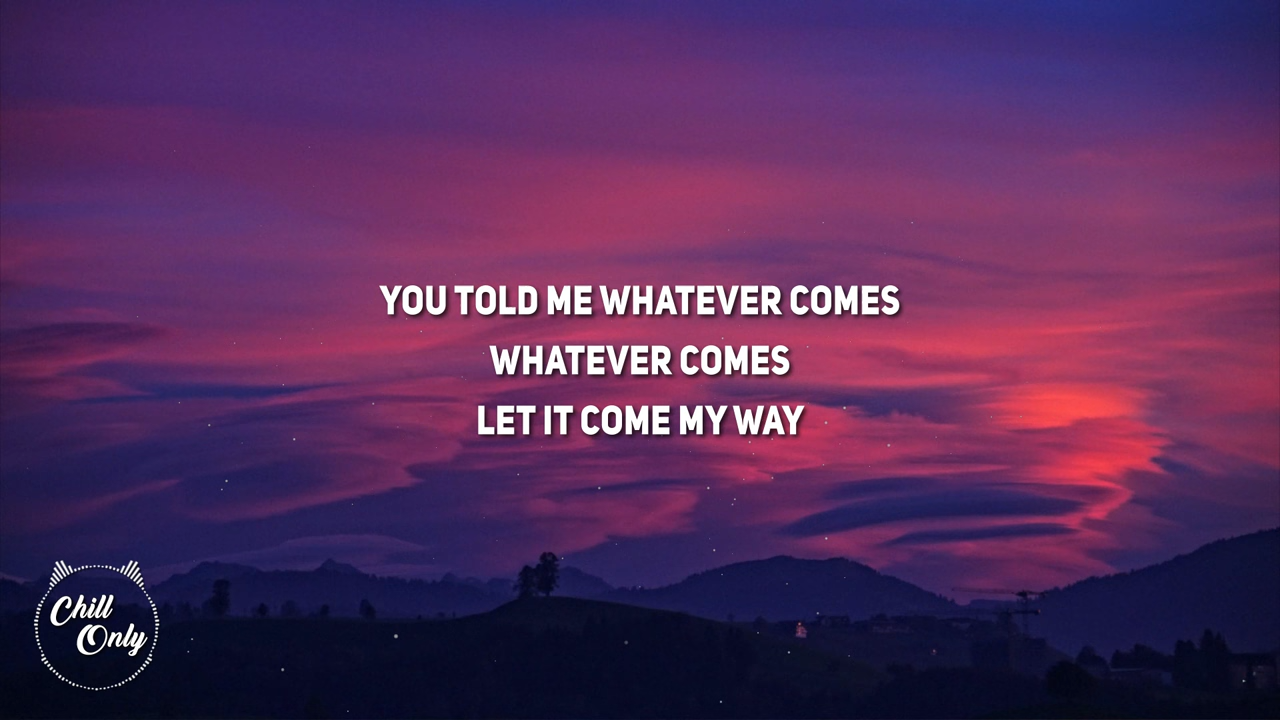 YOU TOLD ME WHATEVER COMES
WHATEVER COMES
LET IT COME MY WAY
Chill
Only